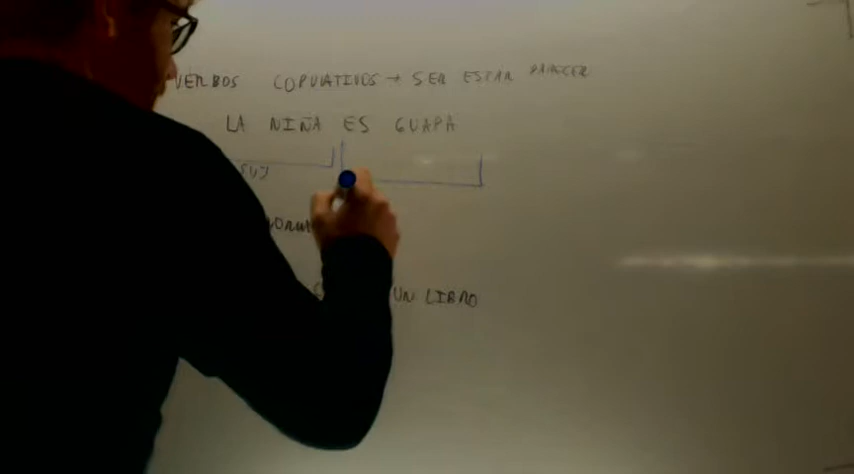 VERBOS COPULATIVOS → SER ESTAR PARECER
LA NIÑA ES GUAPA
SUJ
UN LIBRO